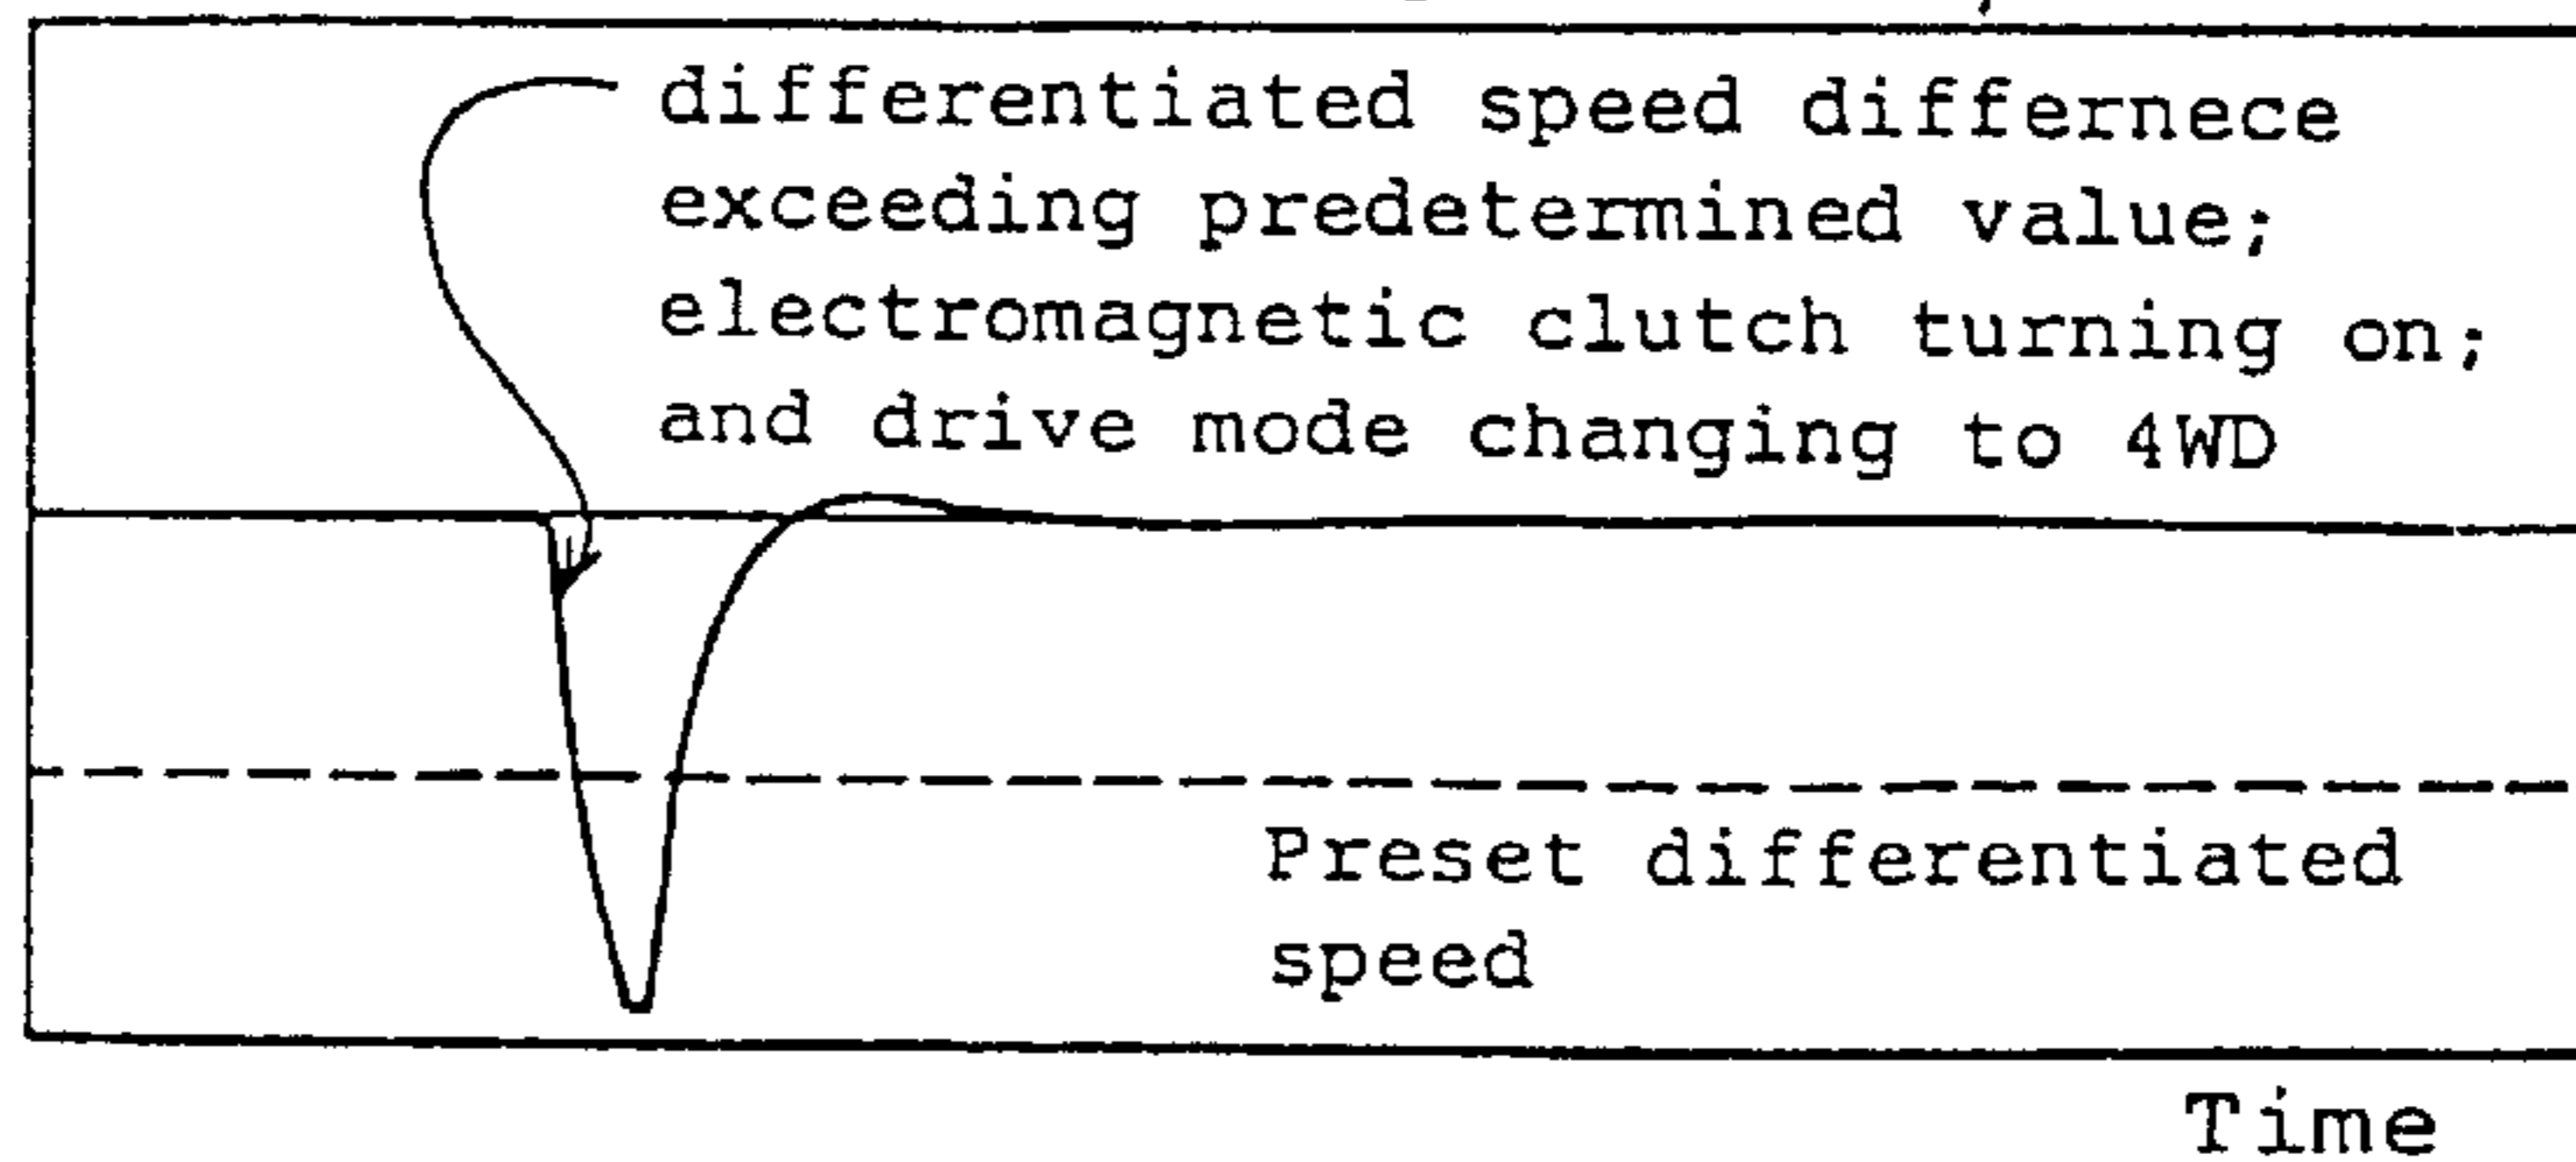 differentiated speed differnece
exceeding predetermined value;
electromagnetic clutch turning on;
and drive mode changing to 4WD
Preset differentiated
speed
Time